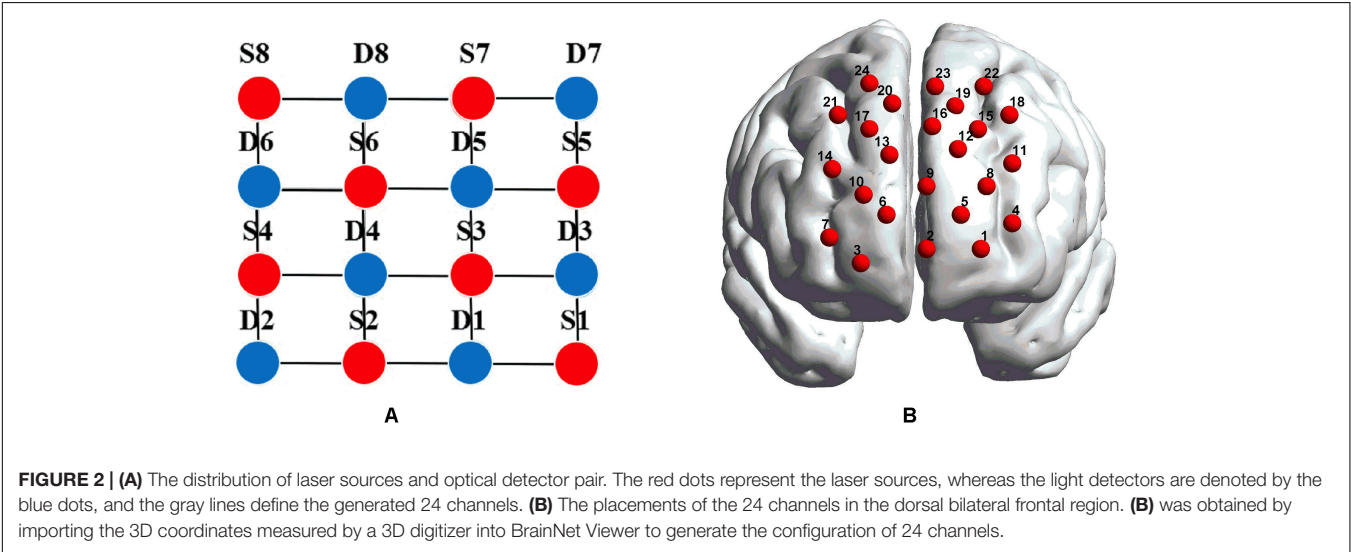 S8 D8 S7 D7
D6 S6 D5 S5
S4 D4 S3 D3
D2 S2 D1 S1
A
24 23 22
20 19
21 18
17 16 15
13 12 11
14
10 9 8
6 5 4
7 2 1
3
B
FIGURE 2 | (A) The distribution of laser sources and optical detector pair. The red dots represent the laser sources, whereas the light detectors are denoted by the
blue dots, and the gray lines define the generated 24 channels. (B) The placements of the 24 channels in the dorsal bilateral frontal region. (B) was obtained by
importing the 3D coordinates measured by a 3D digitizer into BrainNet Viewer to generate the configuration of 24 channels.